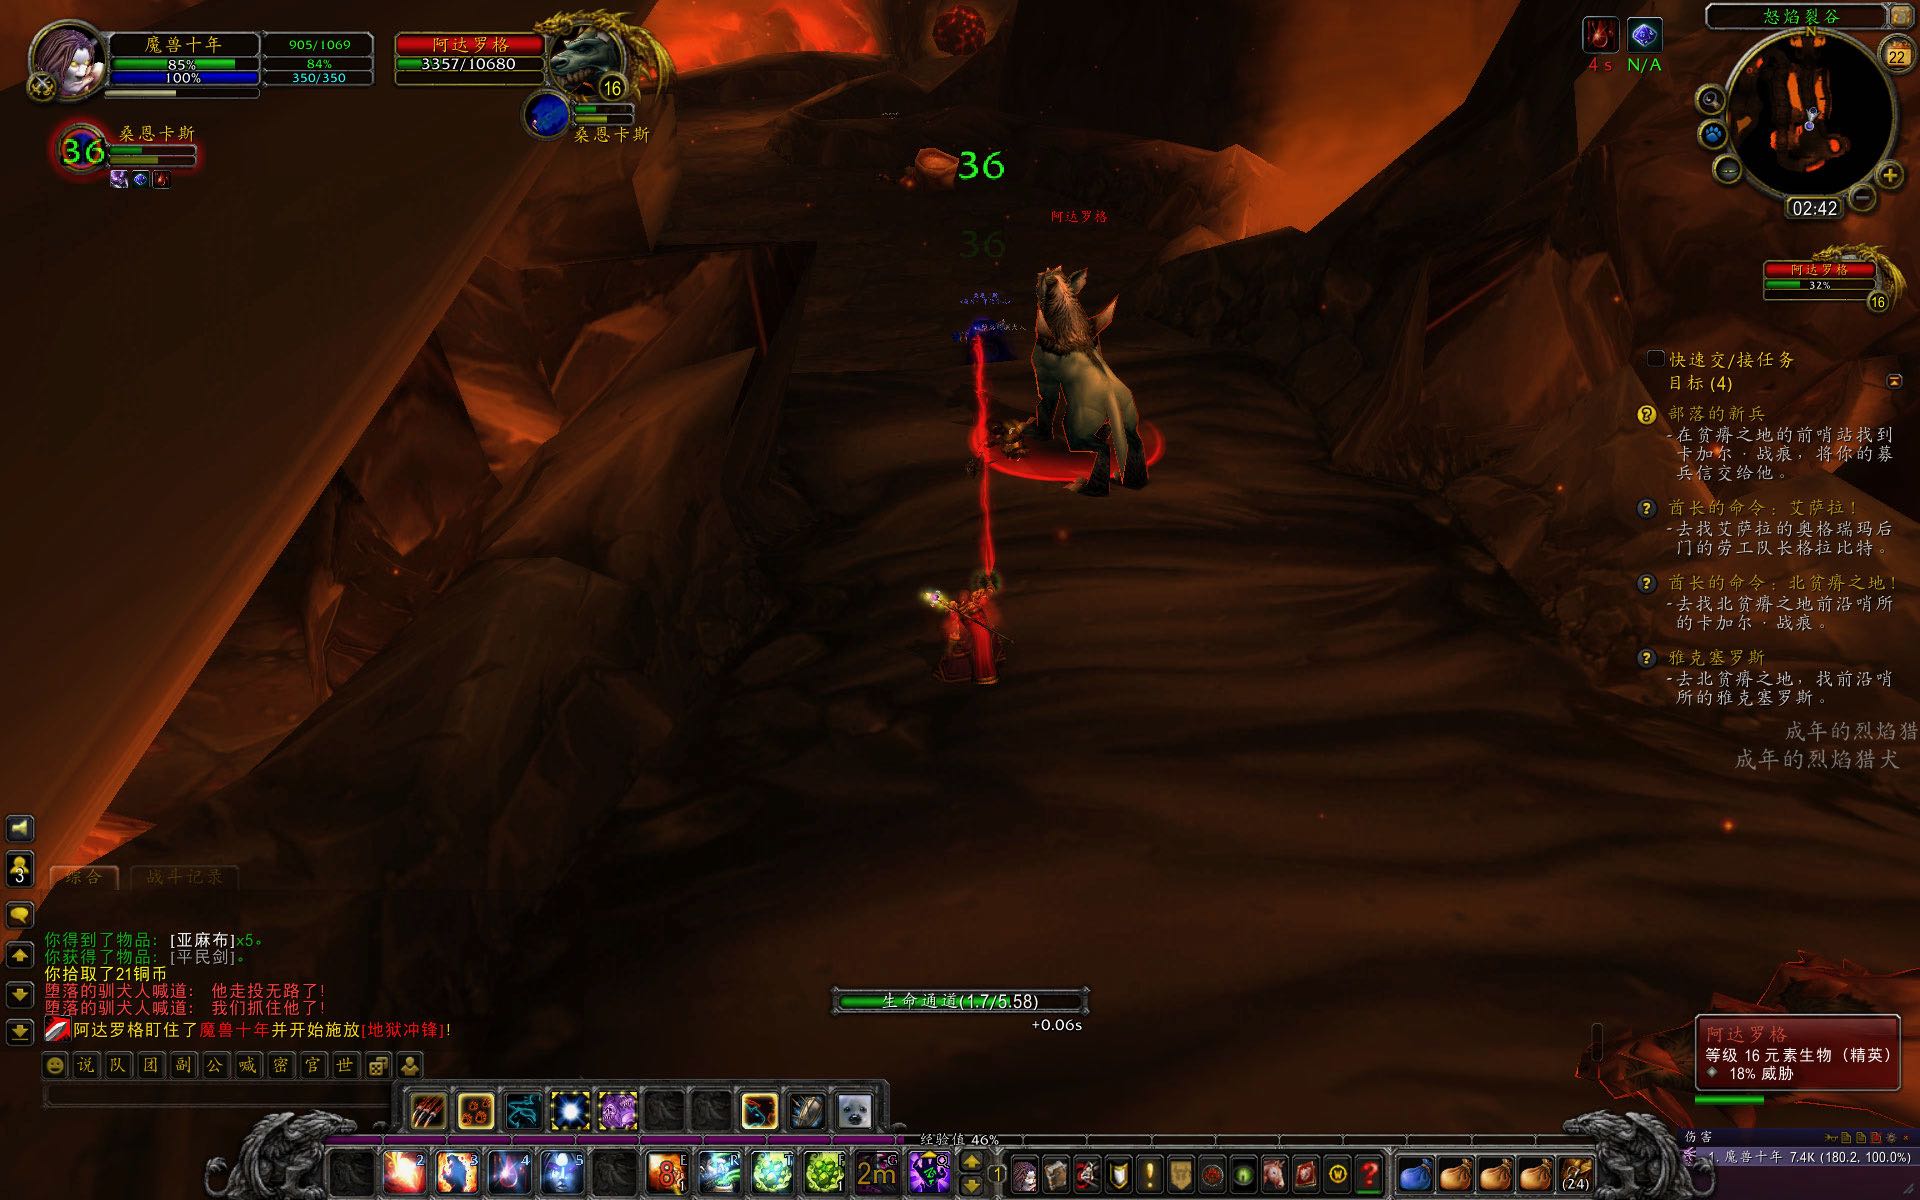 魔兽十年
85%
100%
905/1069
84%
350/350
阿达罗格
3357/10680
16
桑恩卡斯
桑恩卡斯
36
36
36
阿达罗格
4 s
N/A
怒焰裂谷
N
22
02:42
阿达罗格
32%
16
快速交/接任务
目标 (4)
部落的新兵
-在贫瘠之地的前哨站找到
卡加尔·战痕，将你的募
兵信交给他。
酋长的命令：艾萨拉！
-去找艾萨拉的奥格瑞玛后
门的劳工队长格拉比特。
酋长的命令：北贫瘠之地！
-去找北贫瘠之地前沿哨所
的卡加尔·战痕。
雅克塞罗斯
-去北贫瘠之地，找前沿哨
所的雅克塞罗斯。
成年的烈焰猎
成年的烈焰猎犬
3
综合
战斗记录
你得到了物品：[亚麻布]x5。
你获得了物品：[平民剑]。
你拾取了21铜币
堕落的驯犬人喊道： 他走投无路了！
堕落的驯犬人喊道： 我们抓住他了！
阿达罗格盯住了魔兽十年并开始施放[地狱冲锋]！
说 队 团 副 公 喊 密 官 世
生命通道(1.7/5.58)
+0.06s
阿达罗格
等级 16 元素生物（精英）
18% 威胁
经验值 46%
2 3 4 5 8 E R T F 2m G Q
1
(24)
伤害
1. 魔兽十年 7.4K (180.2, 100.0%)